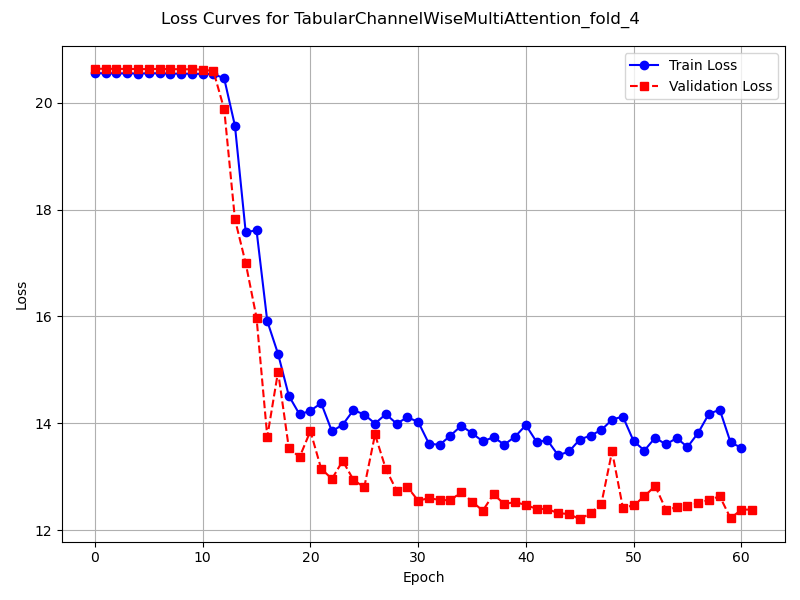 Loss Curves for TabularChannelWiseMultiAttention_fold_4
Train Loss
Validation Loss
Loss
20
18
16
14
12
0 10 20 30 40 50 60
Epoch